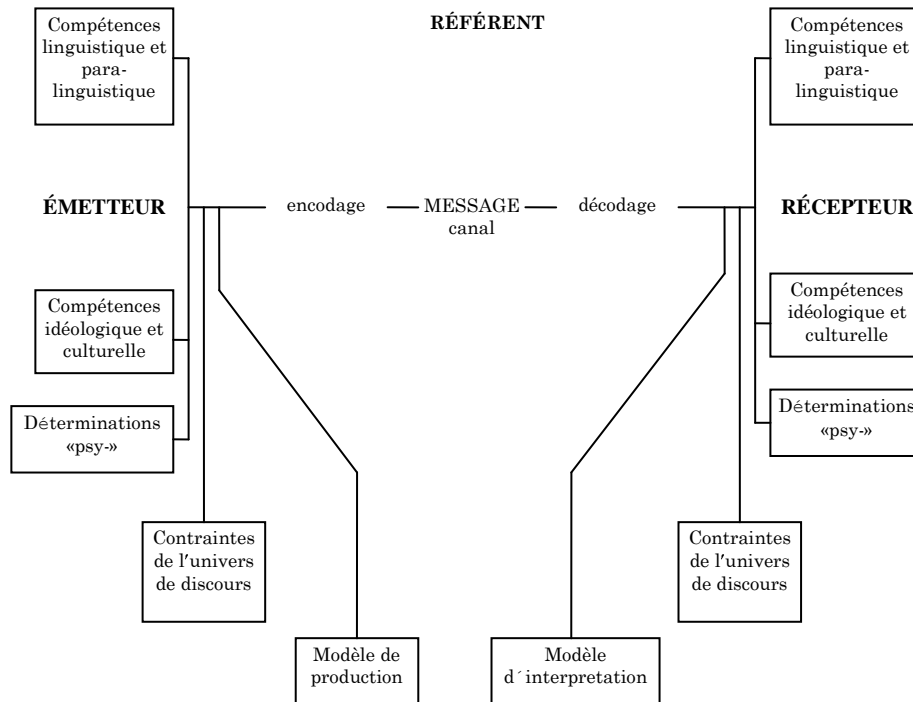 Compétences
linguistique et
para-
linguistique
RÉFÉRENT
Compétences
linguistique et
para-
linguistique
ÉMETTEUR
encodage
MESSAGE
canal
décodage
RÉCEPTEUR
Compétences
idéologique et
culturelle
Compétences
idéologique et
culturelle
Déterminations
«psy-»
Déterminations
«psy-»
Contraintes
de l'univers
de discours
Contraintes
de l'univers
de discours
Modèle de
production
Modèle
d´interpretation